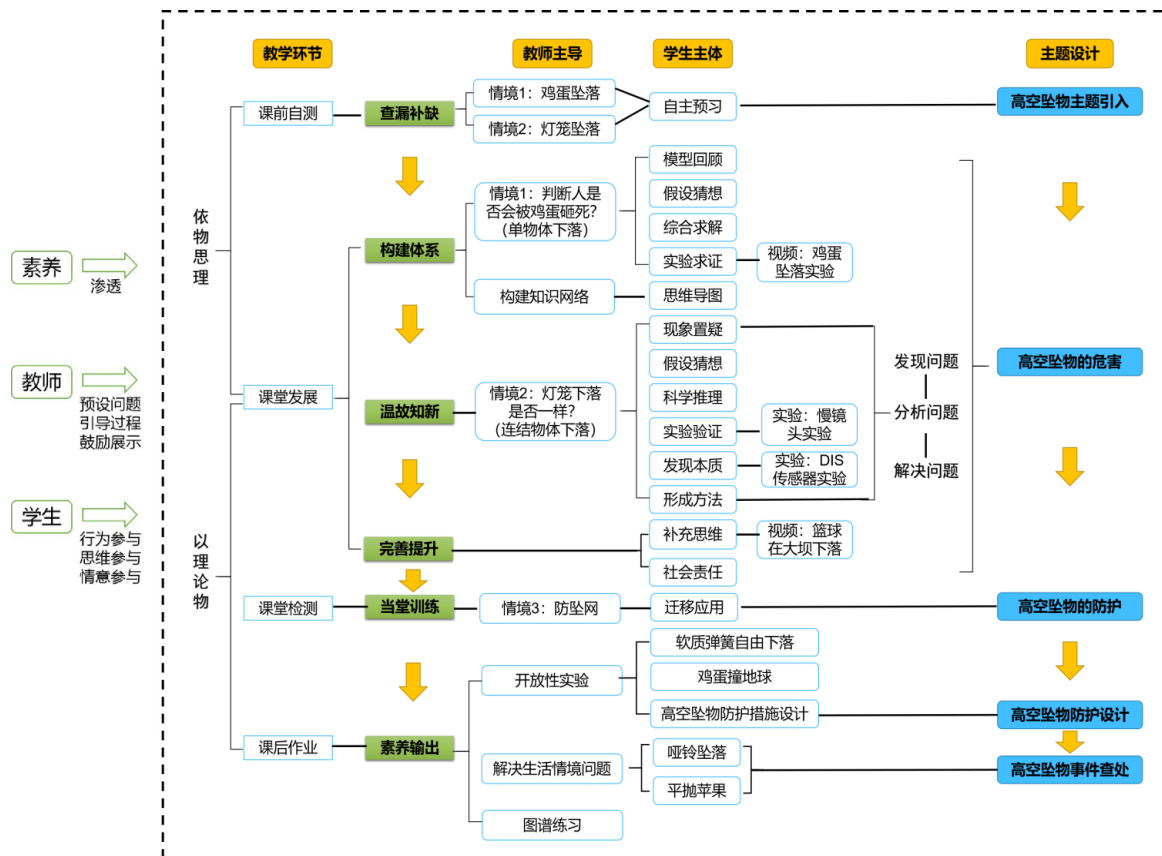 教学环节
教师主导
学生主体
主题设计
课前自测
查漏补缺
情境1：鸡蛋坠落
情境2：灯笼坠落
自主预习
高空坠物主题引入
依物思理
素养
渗透
教师
预设问题
引导过程
鼓励展示
学生
行为参与
思维参与
情意参与
以理论物
课堂发展
构建体系
情境1：判断人是
否会被鸡蛋砸死？
（单物体下落）
模型回顾
假设猜想
综合求解
实验求证
视频：鸡蛋
坠落实验
构建知识网络
思维导图
温故知新
情境2：灯笼下落
是否一样？
（连结物体下落）
现象置疑
假设猜想
科学推理
实验验证
实验：慢镜
头实验
发现本质
实验：DIS
传感器实验
形成方法
发现问题
分析问题
解决问题
高空坠物的危害
完善提升
补充思维
视频：篮球
在大坝下落
社会责任
课堂检测
当堂训练
情境3：防坠网
迁移应用
高空坠物的防护
课后作业
素养输出
开放性实验
软质弹簧自由下落
鸡蛋撞地球
高空坠物防护措施设计
高空坠物防护设计
解决生活情境问题
哑铃坠落
平抛苹果
高空坠物事件查处
图谱练习